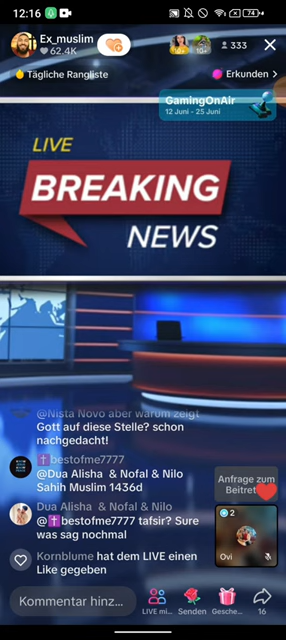 12:16
74
Ex_muslim
62.4K
10+
333
Tägliche Rangliste
Erkunden >
GamingOnAir
12 Juni - 25 Juni
LIVE
BREAKING
NEWS
@Nista Novo aber warum zeigt
Gott auf diese Stelle? schon
nachgedacht!
✝️bestofme7777
@Dua Alisha & Nofal & Nilo
Sahih Muslim 1436d
Dua Alisha & Nofal & Nilo
@✝️bestofme7777 tafsir? Sure
was sag nochmal
Kornblume hat dem LIVE einen
Like gegeben
Anfrage zum
Beitret
2
Ovi
Kommentar hinz...
LIVE mi...
Senden
Gesche...
16